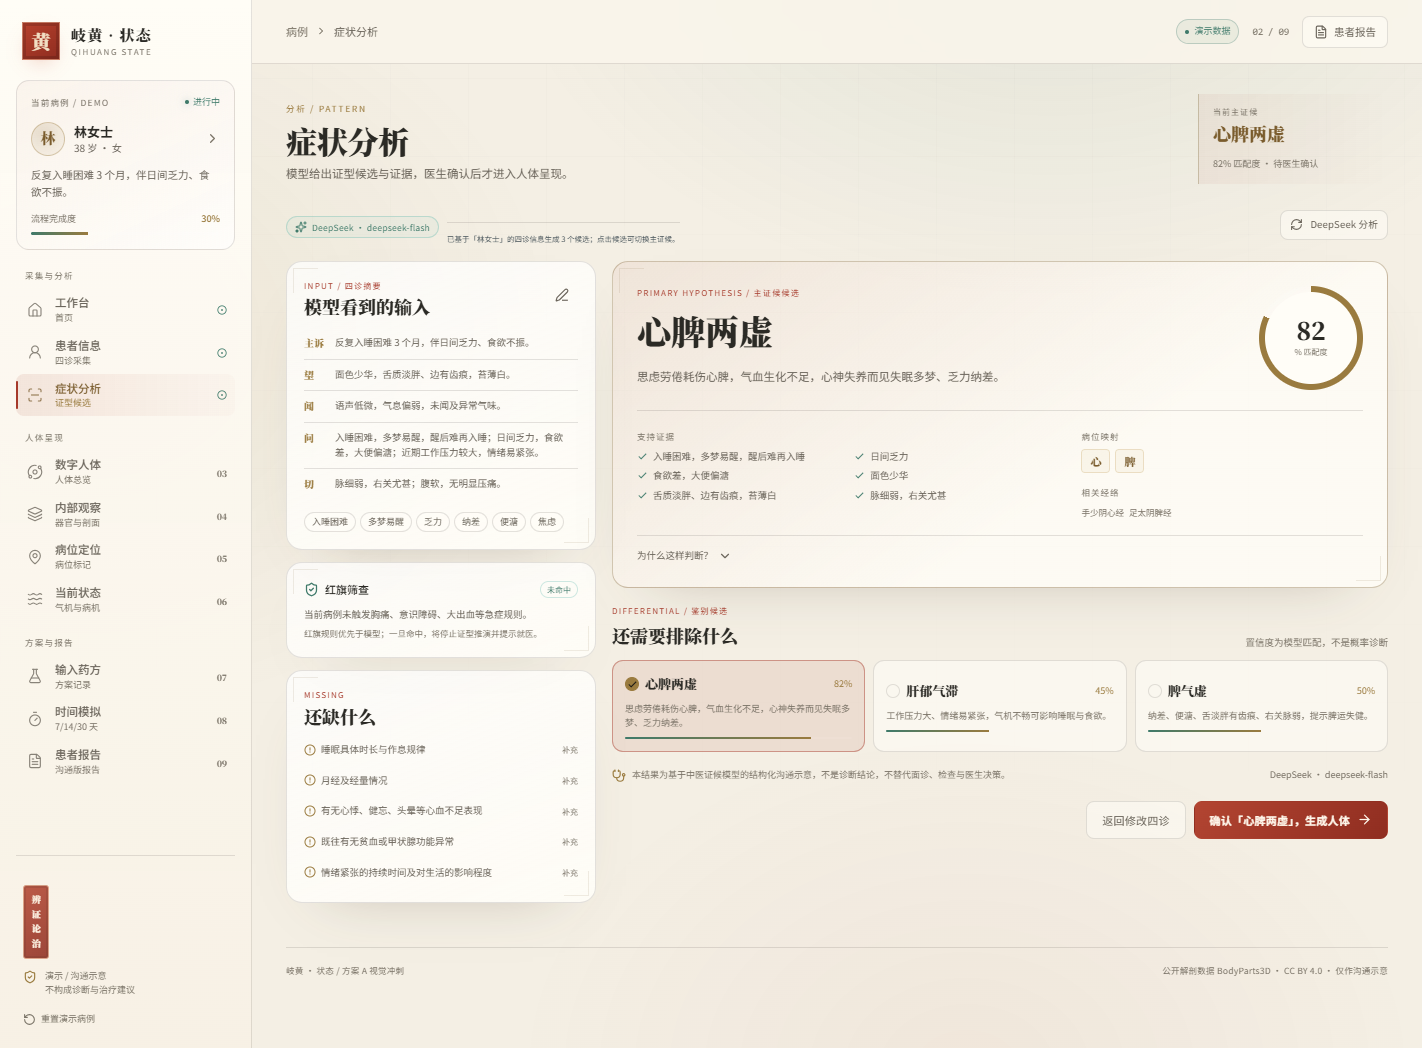 黄
岐黄 · 状态
QIHUANG STATE
当前病例 / DEMO
进行中
林
林女士
38 岁 · 女
反复入睡困难 3 个月，伴日间乏力、食
欲不振。
流程完成度
30%
采集与分析
工作台
首页
患者信息
四诊采集
症状分析
证型候选
人体呈现
数字人体
人体总览
03
内部观察
器官与剖面
04
病位定位
病位标记
05
当前状态
气机与病机
06
方案与报告
输入药方
方案记录
07
时间模拟
7/14/30 天
08
患者报告
沟通版报告
09
辨证论治
演示 / 沟通示意
不构成诊断与治疗建议
重置演示病例
病例
症状分析
演示数据
02 / 09
患者报告
分析 / PATTERN
症状分析
模型给出证型候选与证据，医生确认后才进入人体呈现。
当前主证候
心脾两虚
82% 匹配度 · 待医生确认
DeepSeek · deepseek-flash
已基于「林女士」的四诊信息生成 3 个候选；点击候选可切换主证候。
DeepSeek 分析
INPUT / 四诊摘要
模型看到的输入
主诉 反复入睡困难 3 个月，伴日间乏力、食欲不振。
望 面色少华，舌质淡胖、边有齿痕，苔薄白。
闻 语声低微，气息偏弱，未闻及异常气味。
问 入睡困难，多梦易醒，醒后难再入睡；日间乏力，食欲
差，大便偏溏；近期工作压力较大，情绪易紧张。
切 脉细弱，右关尤甚；腹软，无明显压痛。
入睡困难
多梦易醒
乏力
纳差
便溏
焦虑
红旗筛查
未命中
当前病例未触发胸痛、意识障碍、大出血等急症规则。
红旗规则优先于模型；一旦命中，将停止证型推演并提示就医。
MISSING
还缺什么
睡眠具体时长与作息规律
补充
月经及经量情况
补充
有无心悸、健忘、头晕等心血不足表现
补充
既往有无贫血或甲状腺功能异常
补充
情绪紧张的持续时间及对生活的影响程度
补充
PRIMARY HYPOTHESIS / 主证候候选
心脾两虚
思虑劳倦耗伤心脾，气血生化不足，心神失养而见失眠多梦、乏力纳差。
82
% 匹配度
支持证据
入睡困难，多梦易醒，醒后难再入睡
日间乏力
食欲差，大便偏溏
面色少华
舌质淡胖、边有齿痕，苔薄白
脉细弱，右关尤甚
病位映射
心
脾
相关经络
手少阴心经 足太阴脾经
为什么这样判断？
DIFFERENTIAL / 鉴别候选
还需要排除什么
置信度为模型匹配，不是概率诊断
心脾两虚
82%
思虑劳倦耗伤心脾，气血生化不足，心神失养而见失眠多
梦、乏力纳差。
肝郁气滞
45%
工作压力大、情绪易紧张，气机不畅可影响睡眠与食欲。
脾气虚
50%
纳差、便溏、舌淡胖有齿痕、右关脉弱，提示脾运失健。
本结果为基于中医证候模型的结构化沟通示意，不是诊断结论，不替代面诊、检查与医生决策。
DeepSeek · deepseek-flash
返回修改四诊
确认「心脾两虚」，生成人体
岐黄 · 状态 / 方案 A 视觉冲刺
公开解剖数据 BodyParts3D · CC BY 4.0 · 仅作沟通示意